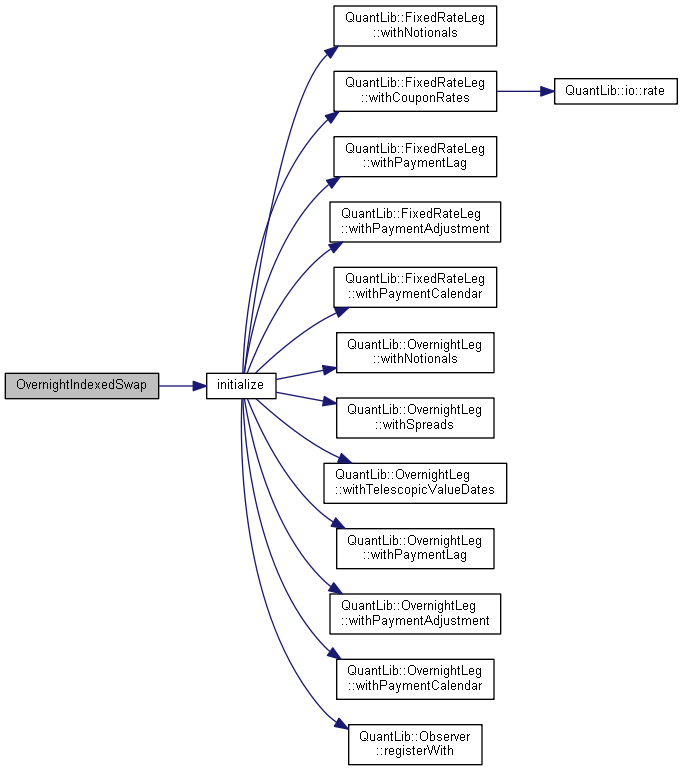 QuantLib::FixedRateLeg
::withNotionals
QuantLib::FixedRateLeg
::withCouponRates
QuantLib::io::rate
QuantLib::FixedRateLeg
::withPaymentLag
QuantLib::FixedRateLeg
::withPaymentAdjustment
QuantLib::FixedRateLeg
::withPaymentCalendar
QuantLib::OvernightLeg
::withNotionals
OvernightIndexedSwap
initialize
QuantLib::OvernightLeg
::withSpreads
QuantLib::OvernightLeg
::withTelescopicValueDates
QuantLib::OvernightLeg
::withPaymentLag
QuantLib::OvernightLeg
::withPaymentAdjustment
QuantLib::OvernightLeg
::withPaymentCalendar
QuantLib::Observer
::registerWith